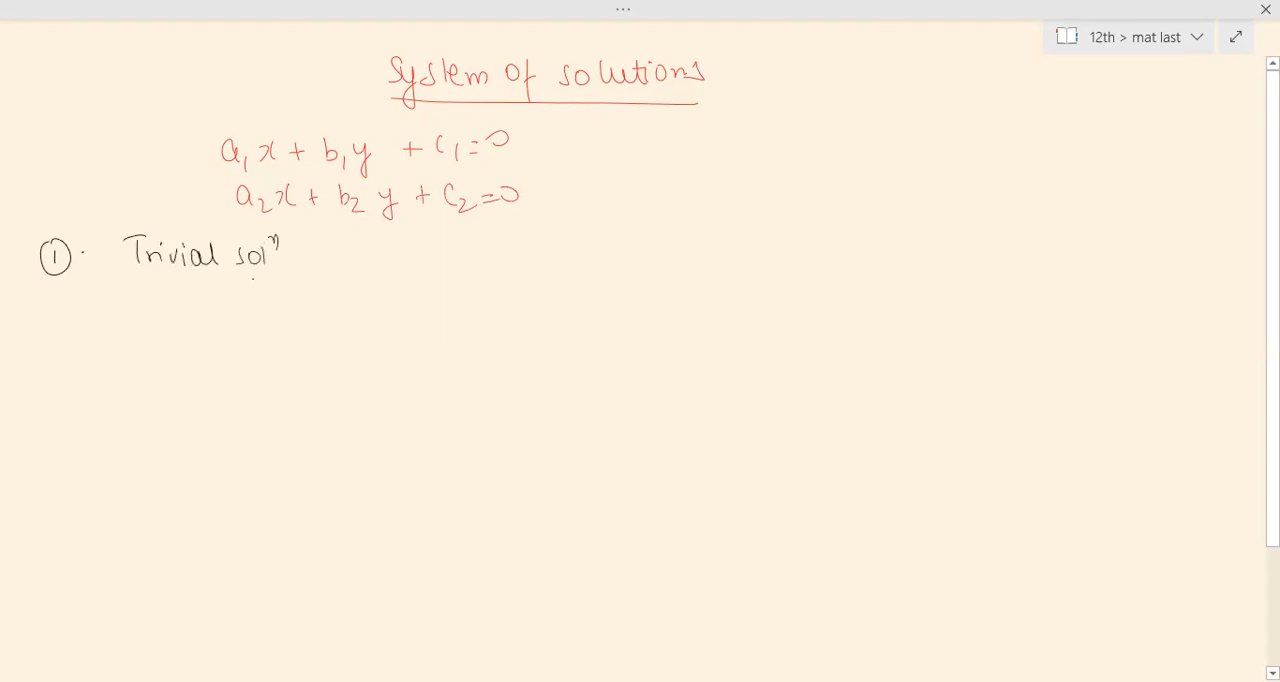 ...
12th > mat last
System of solutions
a₁x + b₁y + c₁ = 0
a₂x + b₂y + c₂ = 0
①. Trivial solⁿ